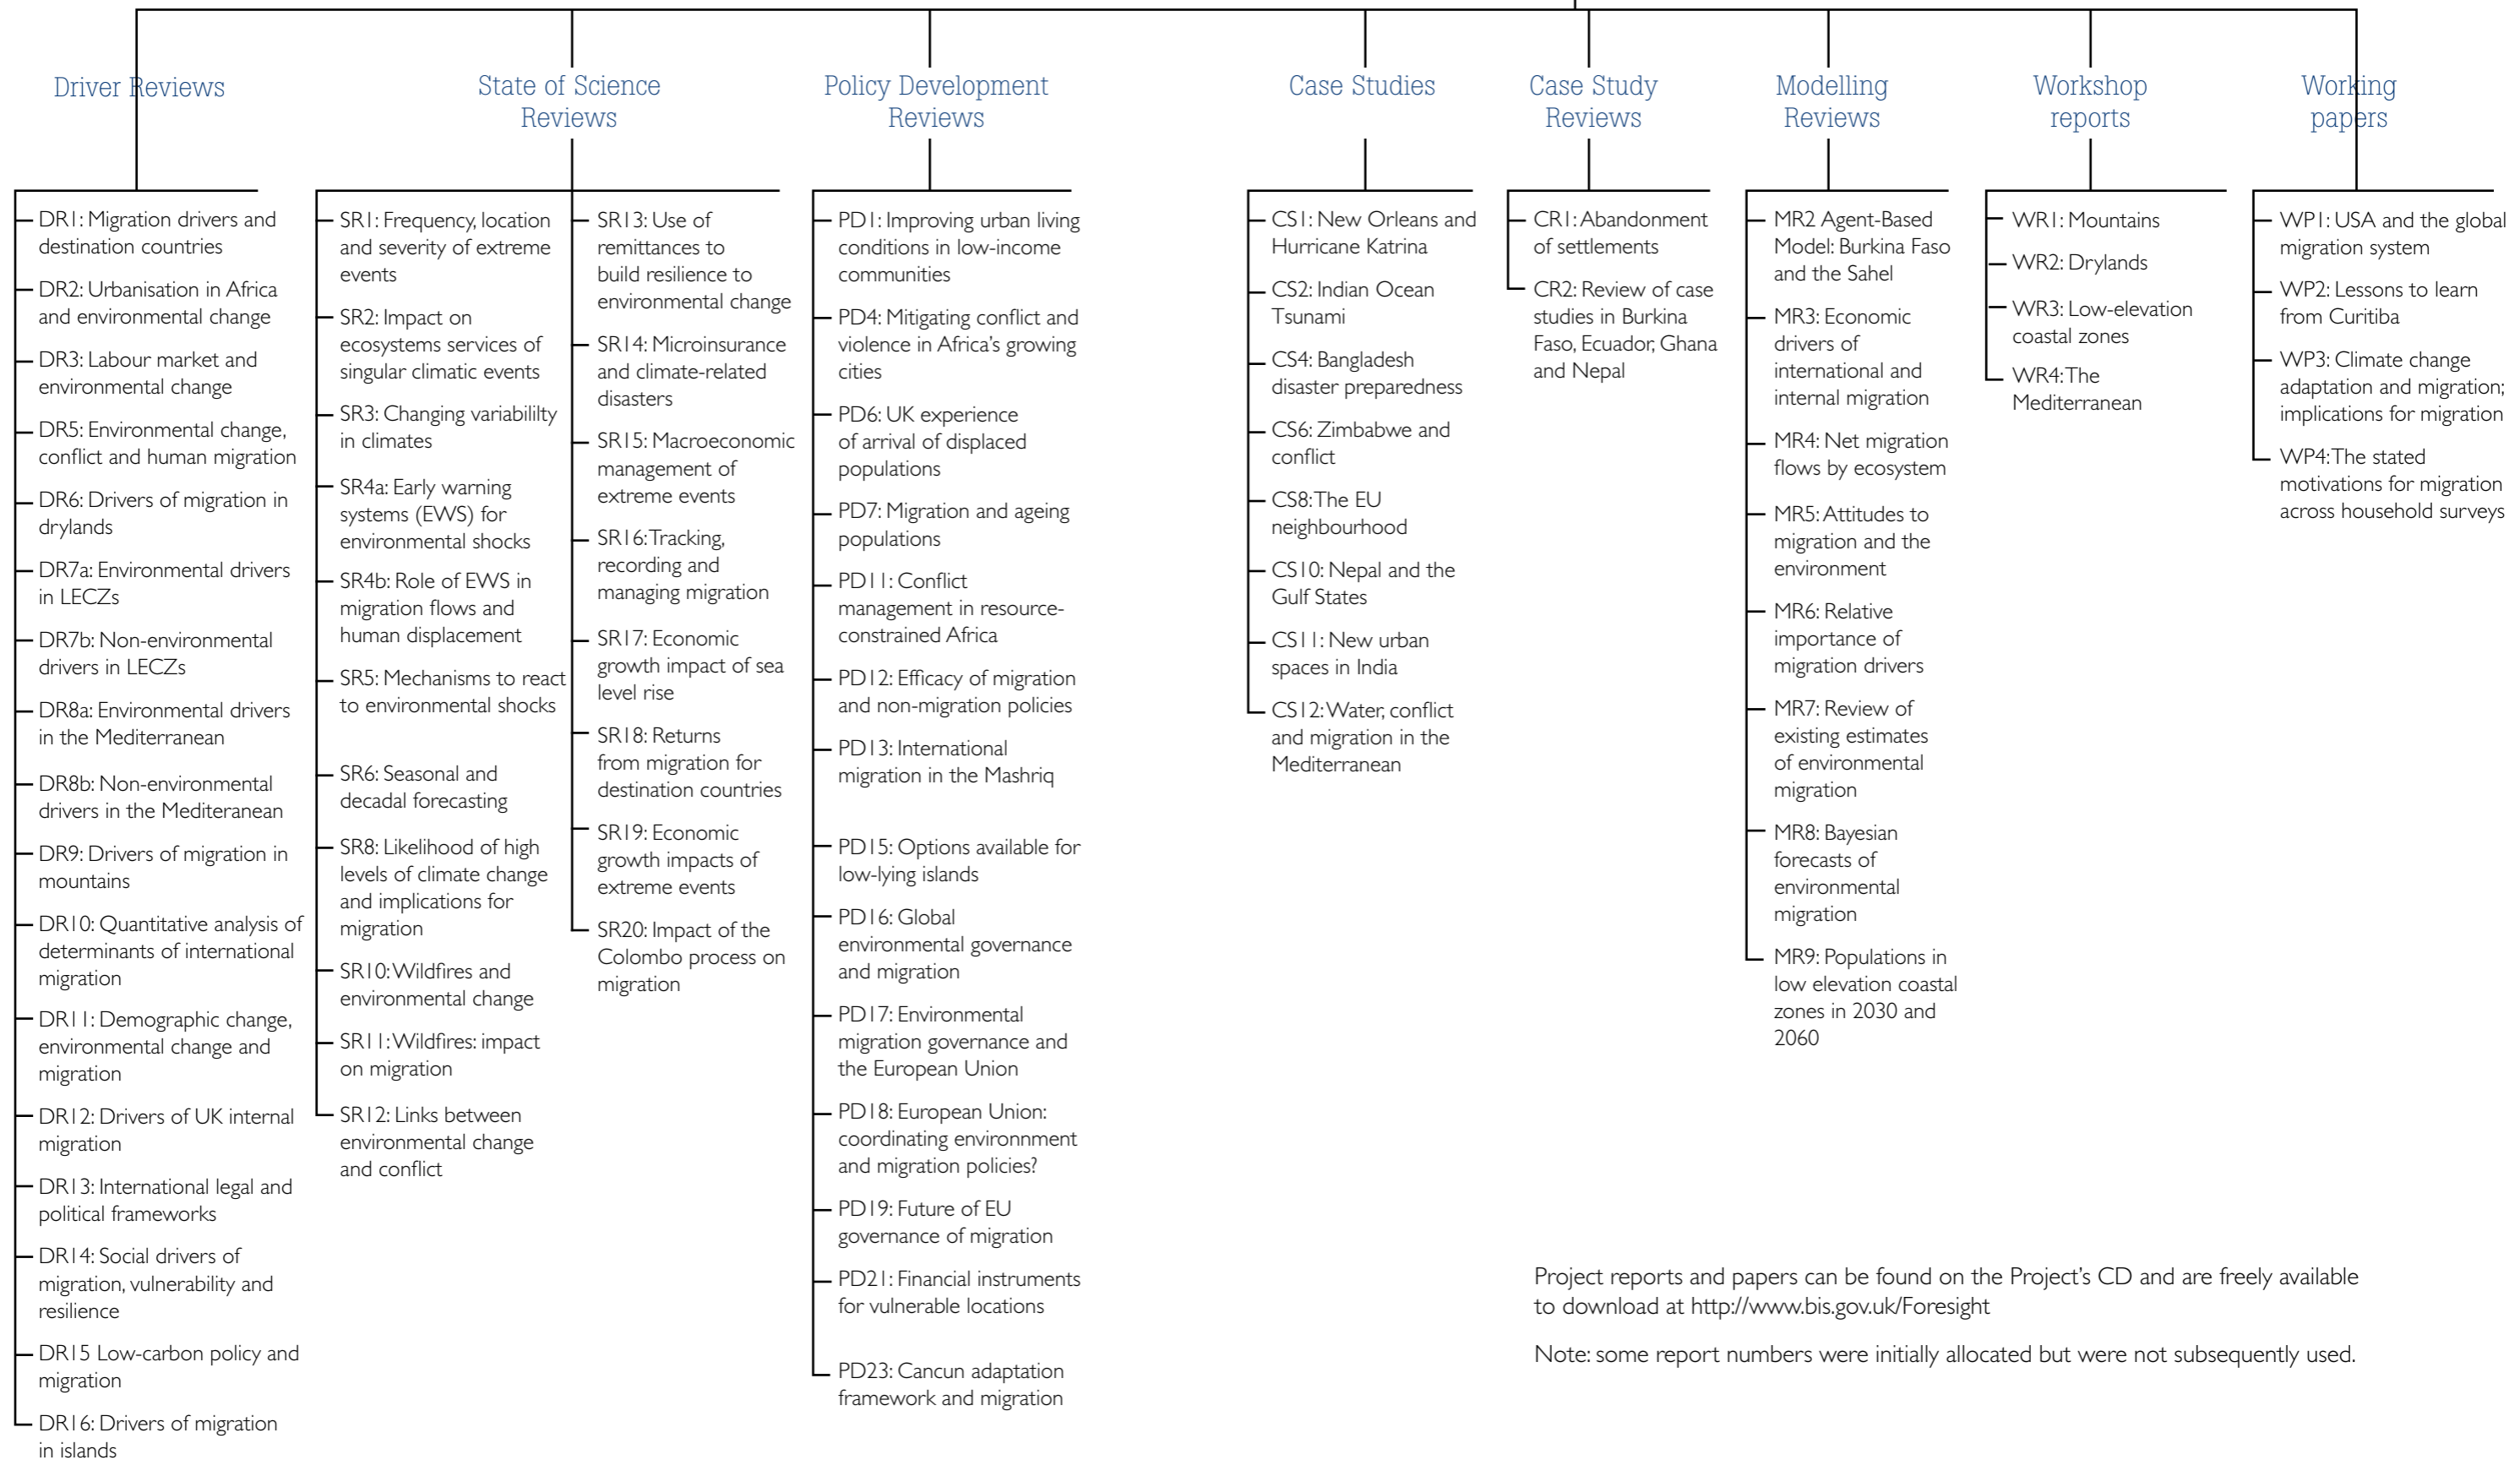 Driver Reviews
DR1: Migration drivers and
destination countries
DR2: Urbanisation in Africa
and environmental change
DR3: Labour market and
environmental change
DR5: Environmental change,
conflict and human migration
DR6: Drivers of migration in
drylands
DR7a: Environmental drivers
in LECZs
DR7b: Non-environmental
drivers in LECZs
DR8a: Environmental drivers
in the Mediterranean
DR8b: Non-environmental
drivers in the Mediteranean
DR9: Drivers of migration in
mountains
DR10: Quantitative analysis of
determinants of international
migration
DR11: Demographic change,
environmental change and
migration
DR12: Drivers of UK internal
migration
DR13: International legal and
political frameworks
DR14: Social drivers of
migration, vulnerability and
resilience
DR15 Low-carbon policy and
migration
DR16: Drivers of migration
in islands
State of Science
Reviews
SR1: Frequency, location
and severity of extreme
events
SR2: Impact on
ecosystems services of
singular climatic events
SR3: Changing variabililty
in climates
SR4a: Early warning
systems (EWS) for
environmental shocks
SR4b: Role of EWS in
migration flows and
human displacement
SR5: Mechanisms to react
to environmental shocks
SR6: Seasonal and
decadal forecasting
SR8: Likelihood of high
levels of climate change
and implications for
migration
SR10: Wildfires and
environmental change
SR11: Wildfires: impact
on migration
SR12: Links between
environmental change
and conflict
SR13: Use of
remittances to
build resilience to
environmental change
SR14: Microinsurance
and climate-related
disasters
SR15: Macroeconomic
management of
extreme events
SR16: Tracking,
recording and
managing migration
SR17: Economic
growth impact of sea
level rise
SR18: Returns
from migration for
destination countries
SR19: Economic
growth impacts of
extreme events
SR20: Impact of the
Colombo process on
migration
Policy Development
Reviews
PD1: Improving urban living
conditions in low-income
communities
PD4: Mitigating conflict and
violence in Africa's growing
cities
PD6: UK experience
of arrival of displaced
populations
PD7: Migration and ageing
populations
PD11: Conflict
management in resource-
constrained Africa
PD12: Efficacy of migration
and non-migration policies
PD13: International
migration in the Mashriq
PD15: Options available for
low-lying islands
PD16: Global
environmental governance
and migration
PD17: Environmental
migration governance and
the European Union
PD18: European Union:
coordinating environnment
and migration policies?
PD19: Future of EU
governance of migration
PD21: Financial instruments
for vulnerable locations
PD23: Cancun adaptation
framework and migration
Case Studies
CS1: New Orleans and
Hurricane Katrina
CS2: Indian Ocean
Tsunami
CS4: Bangladesh
disaster preparedness
CS6: Zimbabwe and
conflict
CS8: The EU
neighbourhood
CS10: Nepal and the
Gulf States
CS11: New urban
spaces in India
CS12: Water, conflict
and migration in the
Mediterranean
Case Study
Reviews
CR1: Abandonment
of settlements
CR2: Review of case
studies in Burkina
Faso, Ecuador, Ghana
and Nepal
Modelling
Reviews
MR2 Agent-Based
Model: Burkina Faso
and the Sahel
MR3: Economic
drivers of
international and
internal migration
MR4: Net migration
flows by ecosystem
MR5: Attitudes to
migration and the
environment
MR6: Relative
importance of
migration drivers
MR7: Review of
existing estimates
of environmental
migration
MR8: Bayesian
forecasts of
environmental
migration
MR9: Populations in
low elevation coastal
zones in 2030 and
2060
Workshop
reports
WR1: Mountains
WR2: Drylands
WR3: Low-elevation
coastal zones
WR4: The
Mediterranean
Working
papers
WP1: USA and the global
migration system
WP2: Lessons to learn
from Curitiba
WP3: Climate change
adaptation and migration;
implications for migration
WP4: The stated
motivations for migration
across household surveys
Project reports and papers can be found on the Project's CD and are freely available
to download at http://www.bis.gov.uk/Foresight
Note: some report numbers were initially allocated but were not subsequently used.